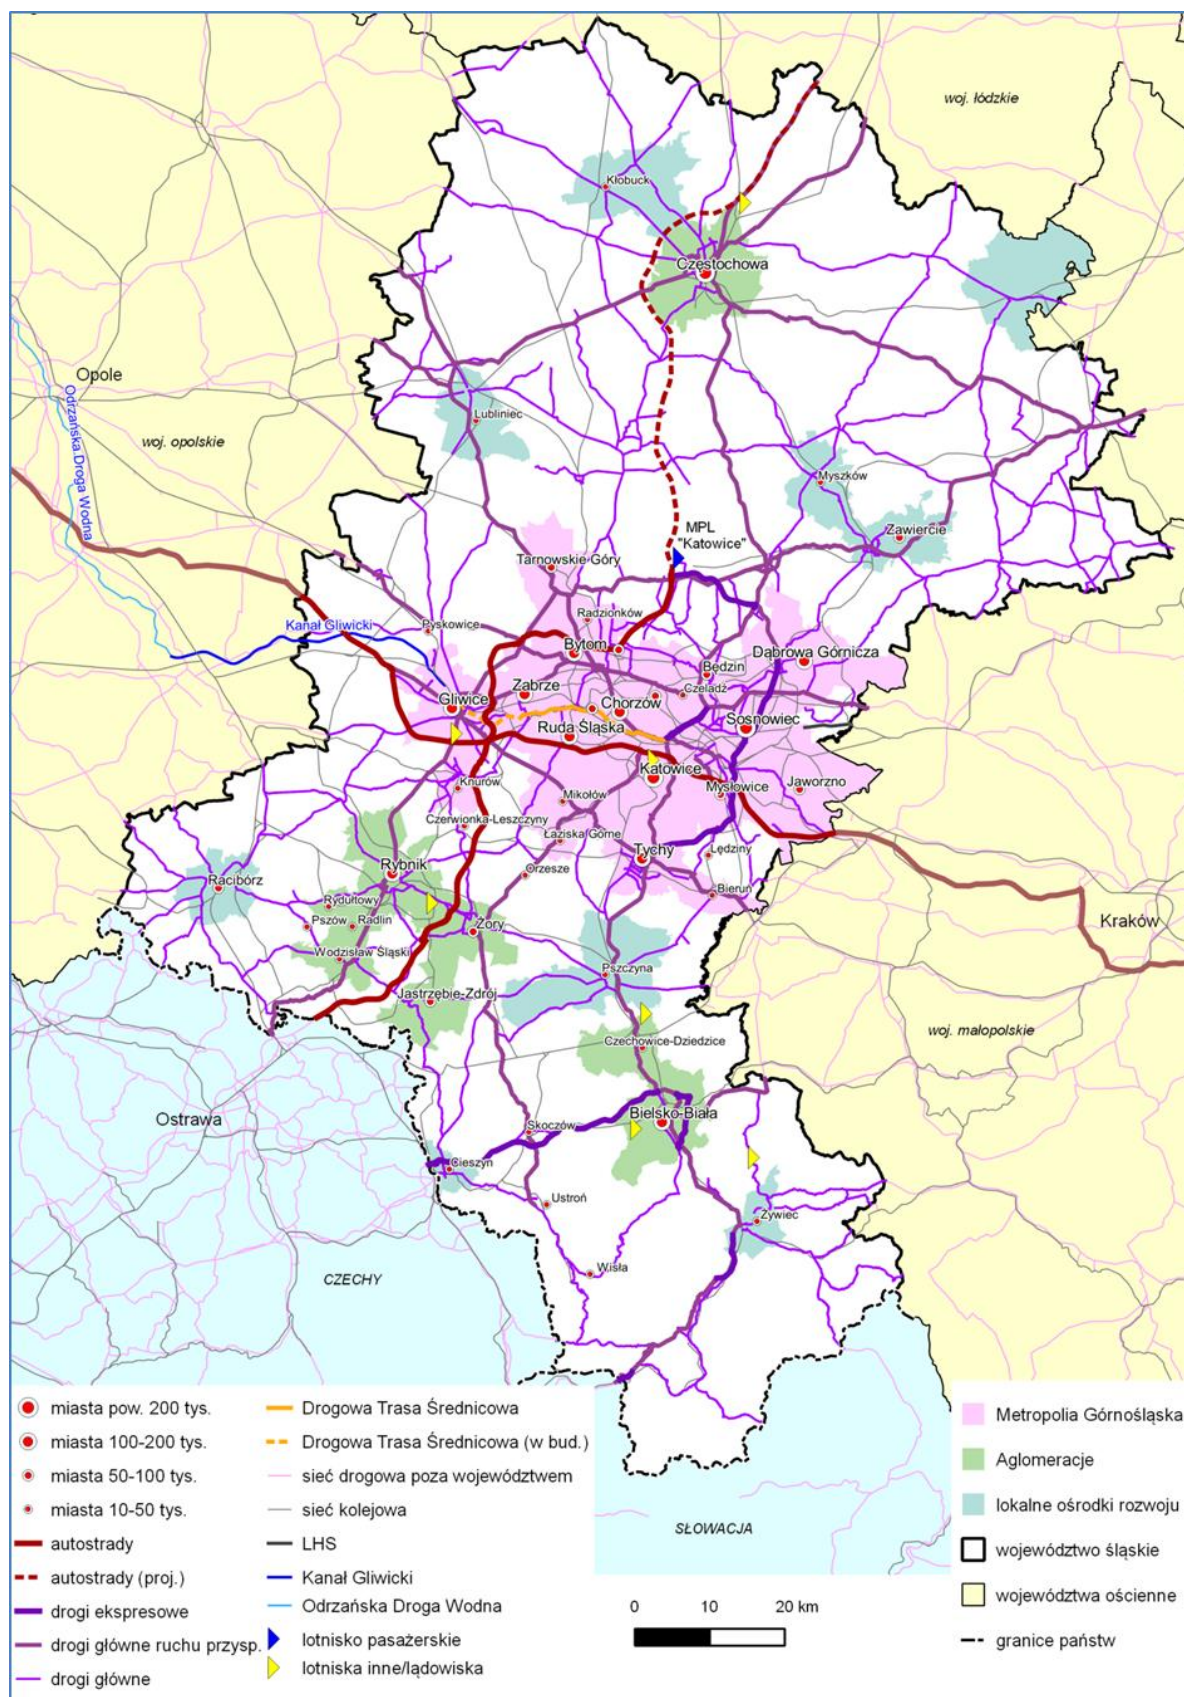 woj. łódzkie
Kłobuck
Częstochowa
Opole
Odrzańska Droga Wodna
woj. opolskie
Lubliniec
Myszków
Zawiercie
MPL
"Katowice"
Tarnowskie Góry
Radzionków
Kanał Gliwicki
Pyskowice
Bytom
Będzin
Dąbrowa Górnicza
Czeladź
Zabrze
Gliwice
Chorzów
Sosnowiec
Ruda Śląska
Katowice
Knurów
Mysłowice
Jaworzno
Mikołów
Czerwionka-Leszczyny
Łaziska Górne
Tychy
Lędziny
Orzesze
Rybnik
Racibórz
Bieruń
Rydułtowy
Pszów
Radlin
Żory
Kraków
Wodzisław Śląski
Pszczyna
Jastrzębie-Zdrój
woj. małopolskie
Czechowice-Dziedzice
Ostrawa
Bielsko-Biała
Skoczów
Cieszyn
Ustroń
Żywiec
Wisła
CZECHY
SŁOWACJA
miasta pow. 200 tys.
miasta 100-200 tys.
miasta 50-100 tys.
miasta 10-50 tys.
autostrady
autostrady (proj.)
drogi ekspresowe
drogi główne ruchu przysp.
drogi główne
Drogowa Trasa Średnicowa
Drogowa Trasa Średnicowa (w bud.)
sieć drogowa poza województwem
sieć kolejowa
LHS
Kanał Gliwicki
Odrzańska Droga Wodna
lotnisko pasażerskie
lotniska inne/lądowiska
0 10 20 km
Metropolia Górnośląska
Aglomeracje
lokalne ośrodki rozwoju
województwo śląskie
województwa ościenne
granice państw